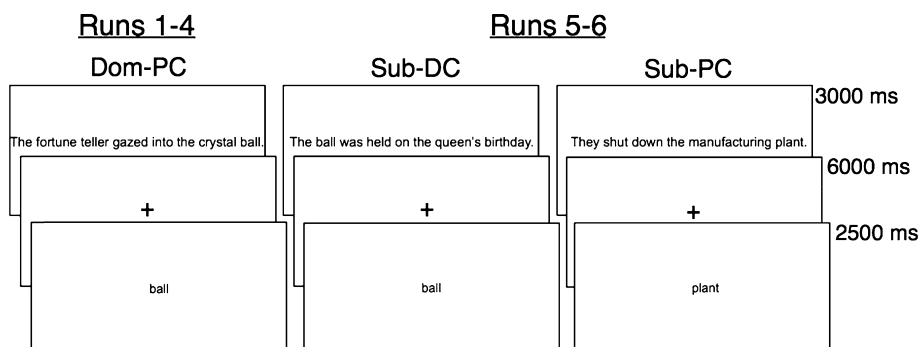 Runs 1-4
Runs 5-6
Dom-PC
Sub-DC
Sub-PC
3000 ms
The fortune teller gazed into the crystal ball.
The ball was held on the queen's birthday.
They shut down the manufacturing plant.
6000 ms
+
+
+
2500 ms
ball
ball
plant